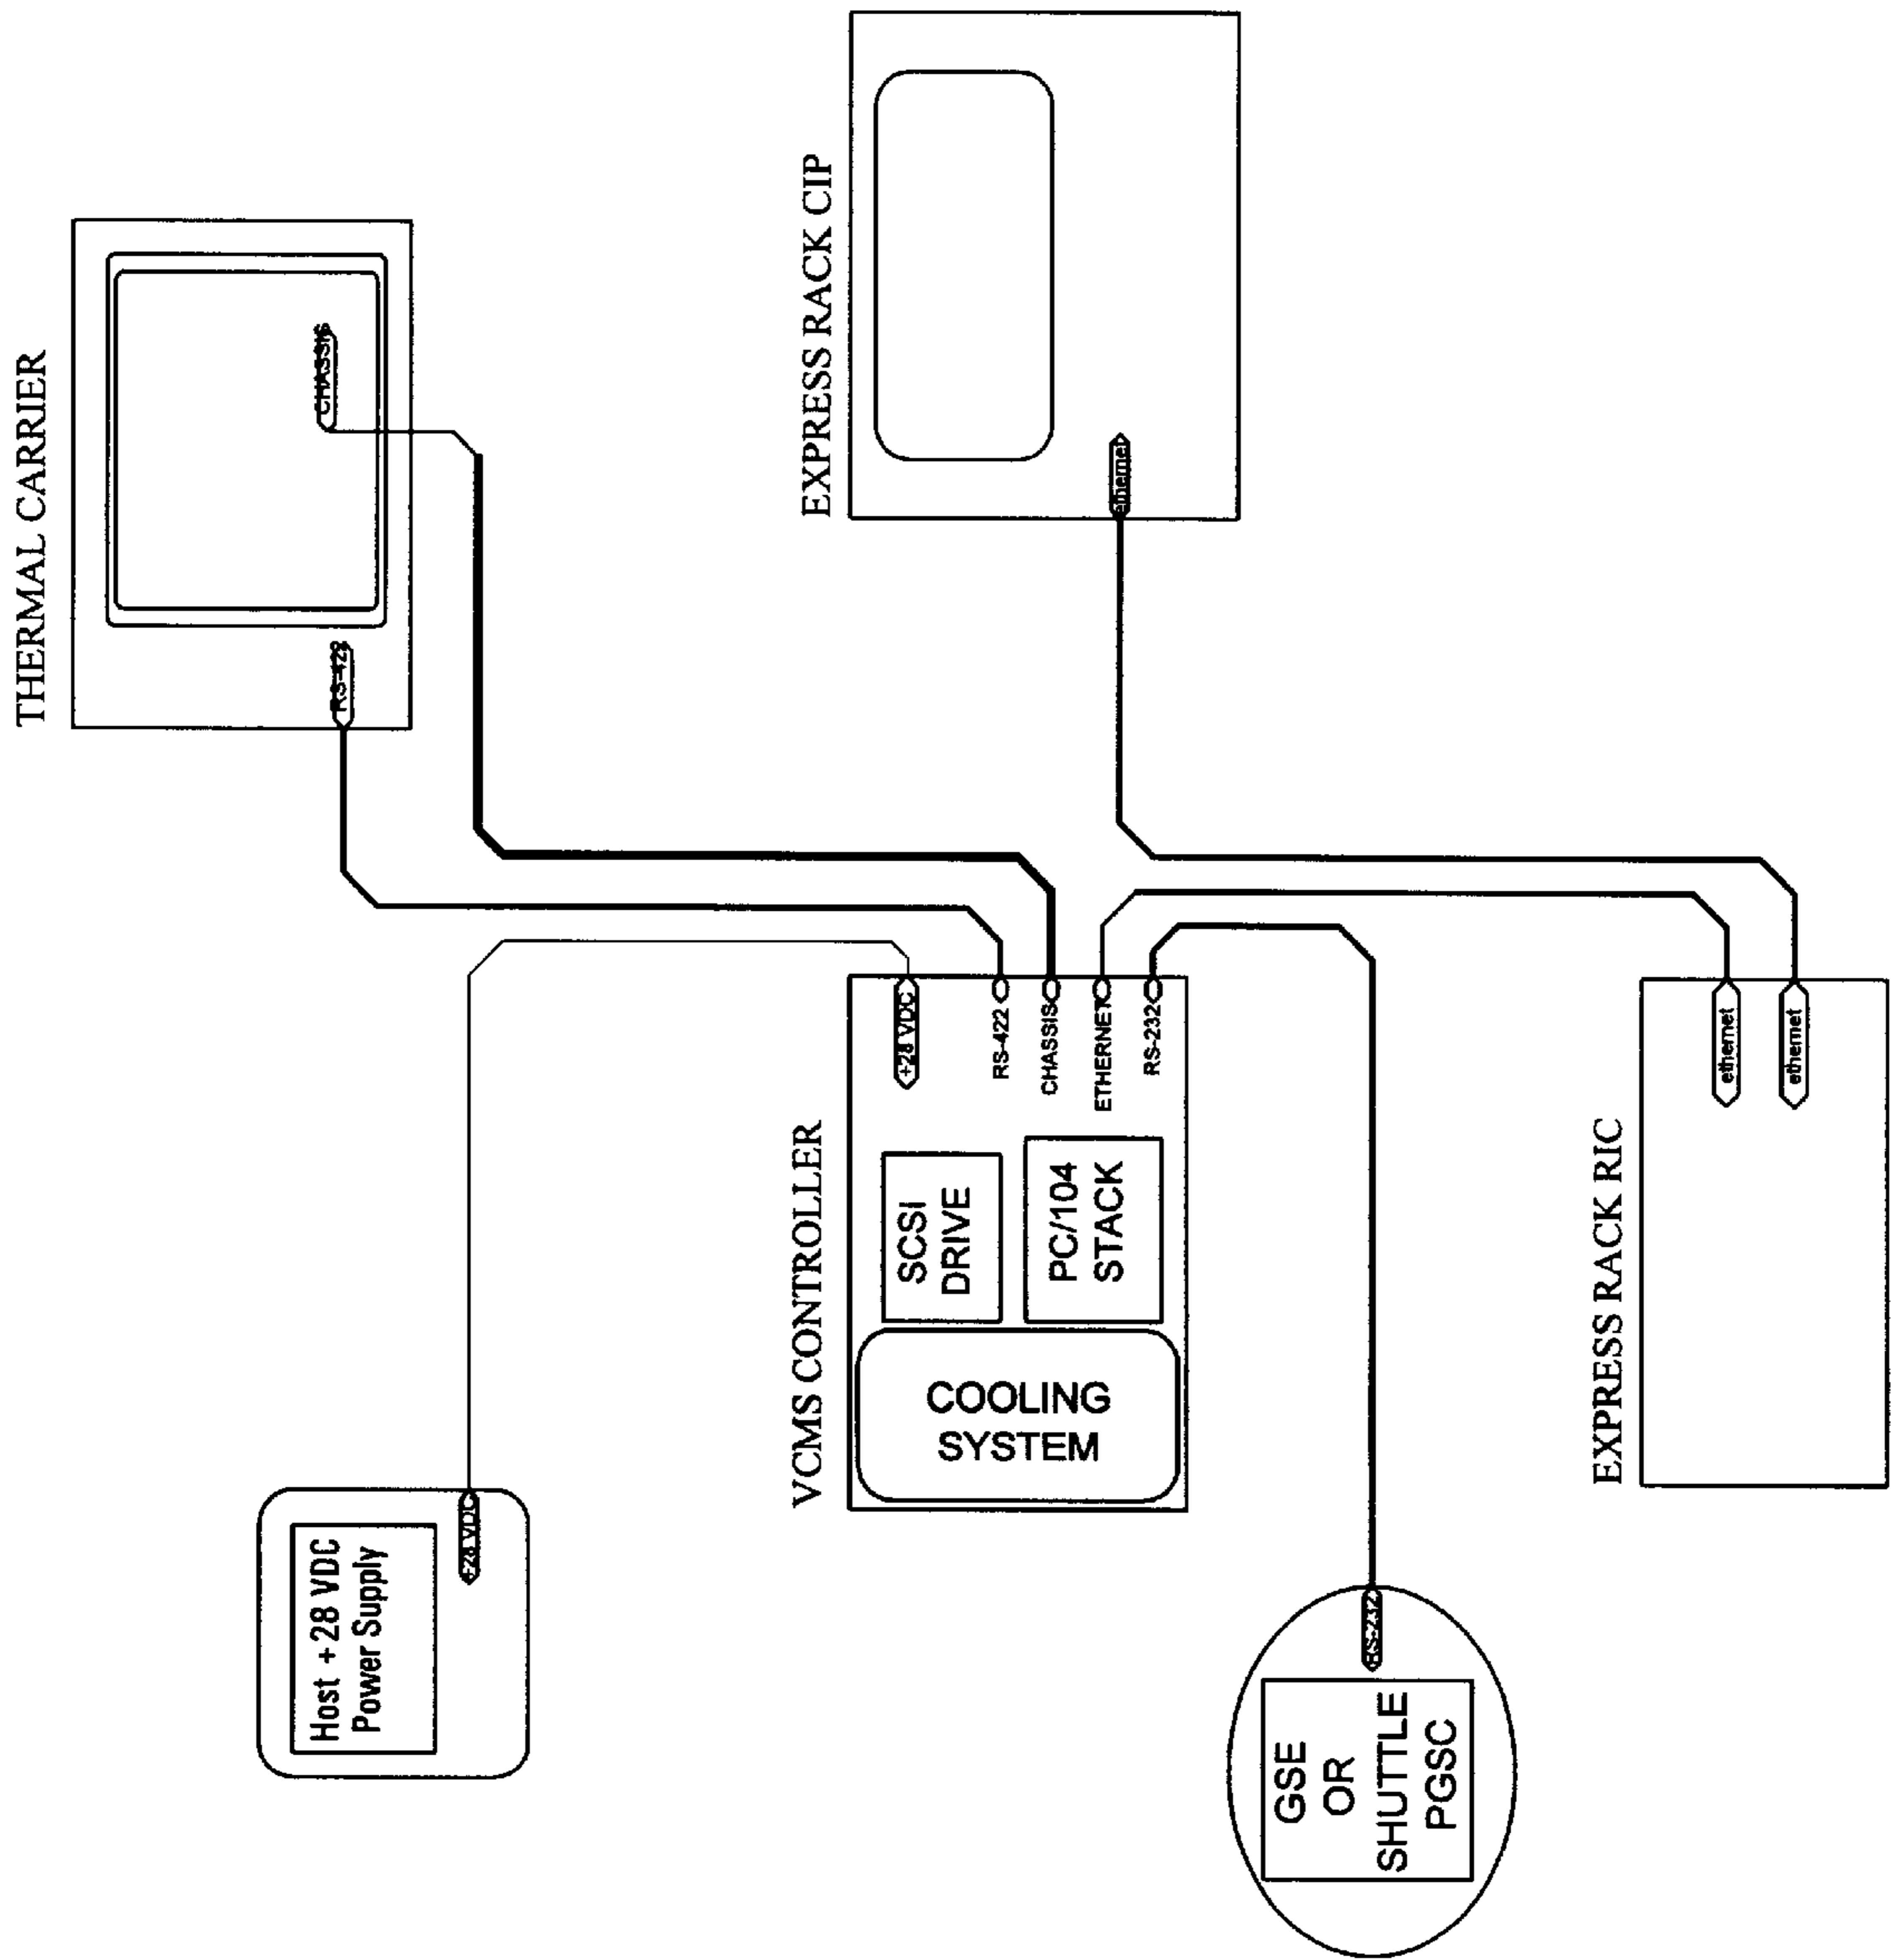 THERMAL CARRIER
CHASSIS
RS-422
Host +28 VDC
Power Supply
+28 VDC
EXPRESS RACK CIP
ethernet
VCMS CONTROLLER
+28 VDC
RS-422
CHASSIS
ETHERNET
RS-232
SCSI
DRIVE
PC/104
STACK
COOLING
SYSTEM
GSE
OR
SHUTTLE
PGSC
RS-232
EXPRESS RACK RIC
ethernet
ethernet